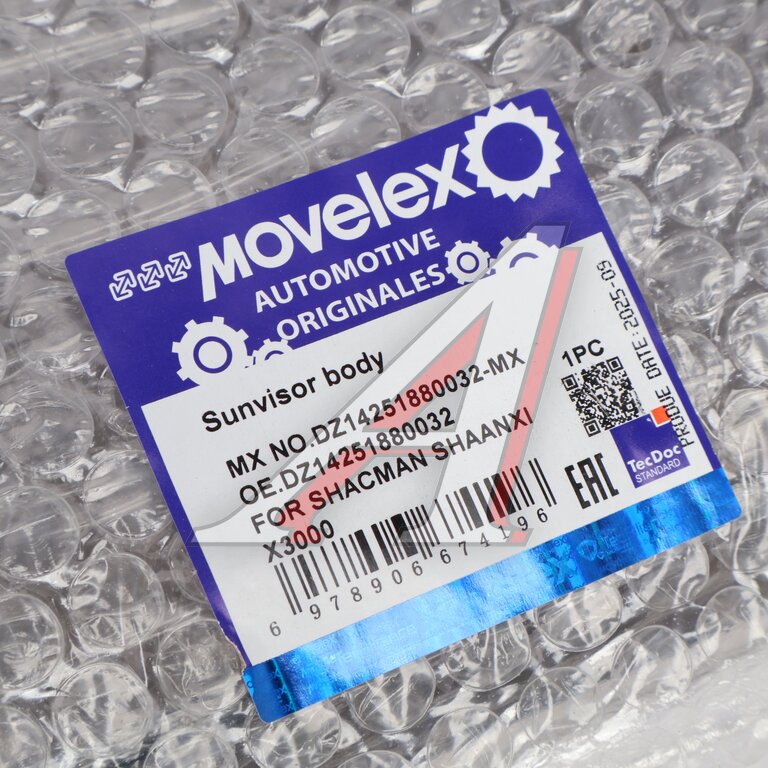 MOVELEX
AUTOMOTIVE
ORIGINALES
Sunvisor body
MX NO.DZ14251880032-MX
OE.DZ14251880032
FOR SHACMAN SHAANXI
X3000
6 978906 674196
1PC
PRODUE DATE:2025-09
TecDoc
STANDARD
EAC